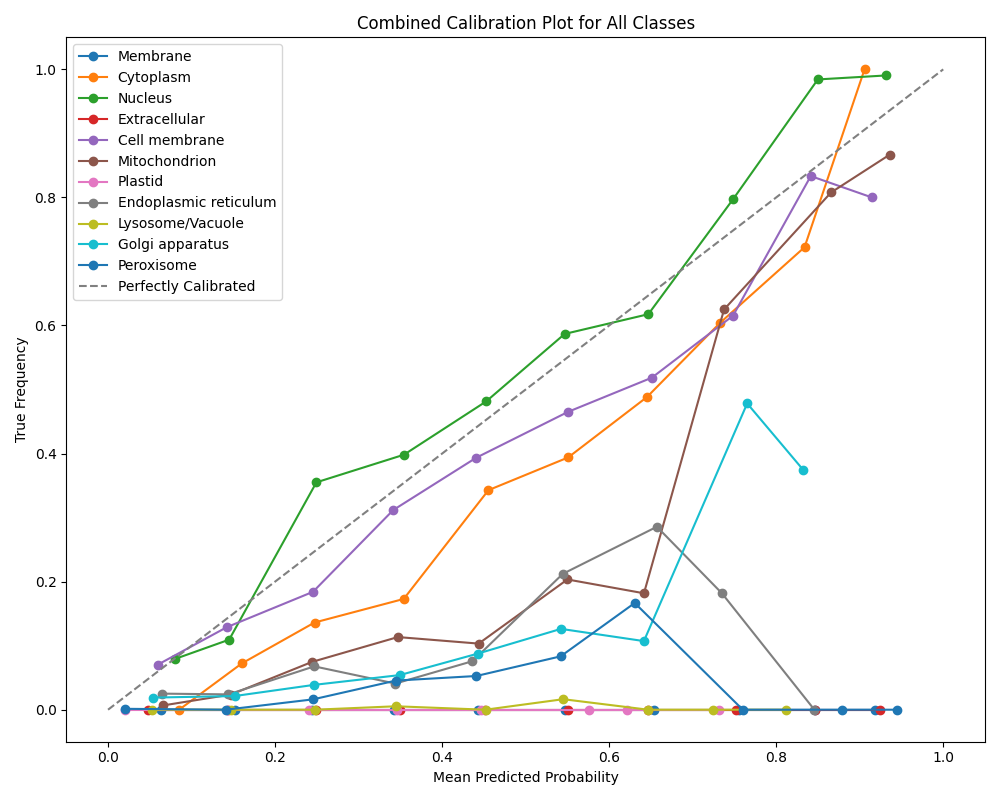 Combined Calibration Plot for All Classes
Membrane
Cytoplasm
Nucleus
Extracellular
Cell membrane
Mitochondrion
Plastid
Endoplasmic reticulum
Lysosome/Vacuole
Golgi apparatus
Peroxisome
Perfectly Calibrated
True Frequency
1.0
0.8
0.6
0.4
0.2
0.0
0.0 0.2 0.4 0.6 0.8 1.0
Mean Predicted Probability